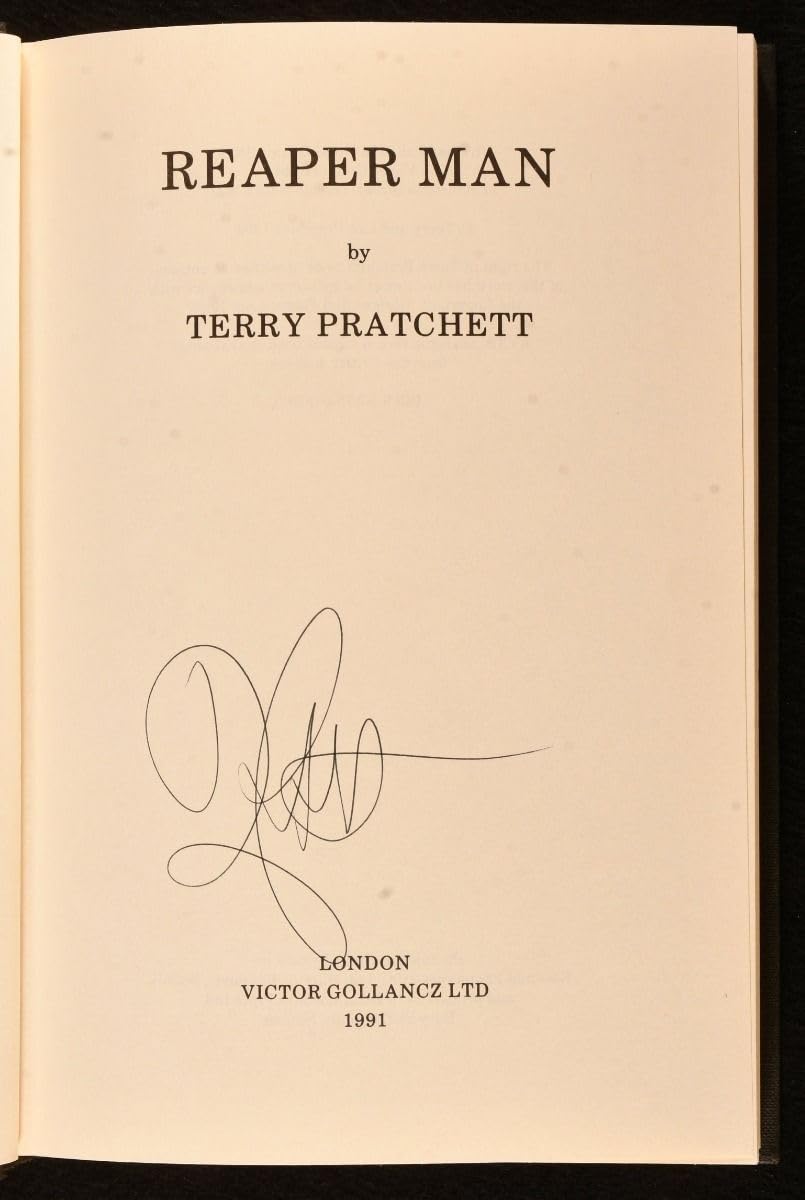 REAPER MAN
by
TERRY PRATCHETT
LONDON
VICTOR GOLLANCZ LTD
1991